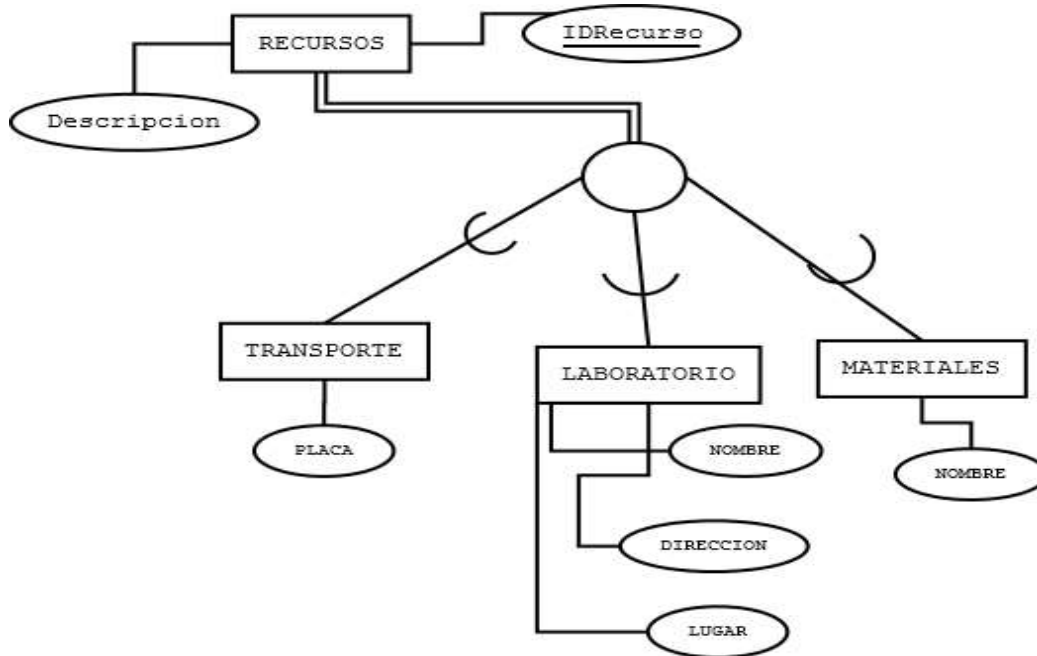 RECURSOS
IDRecurso
Descripcion
TRANSPORTE
LABORATORIO
MATERIALES
PLACA
NOMBRE
NOMBRE
DIRECCION
LUGAR